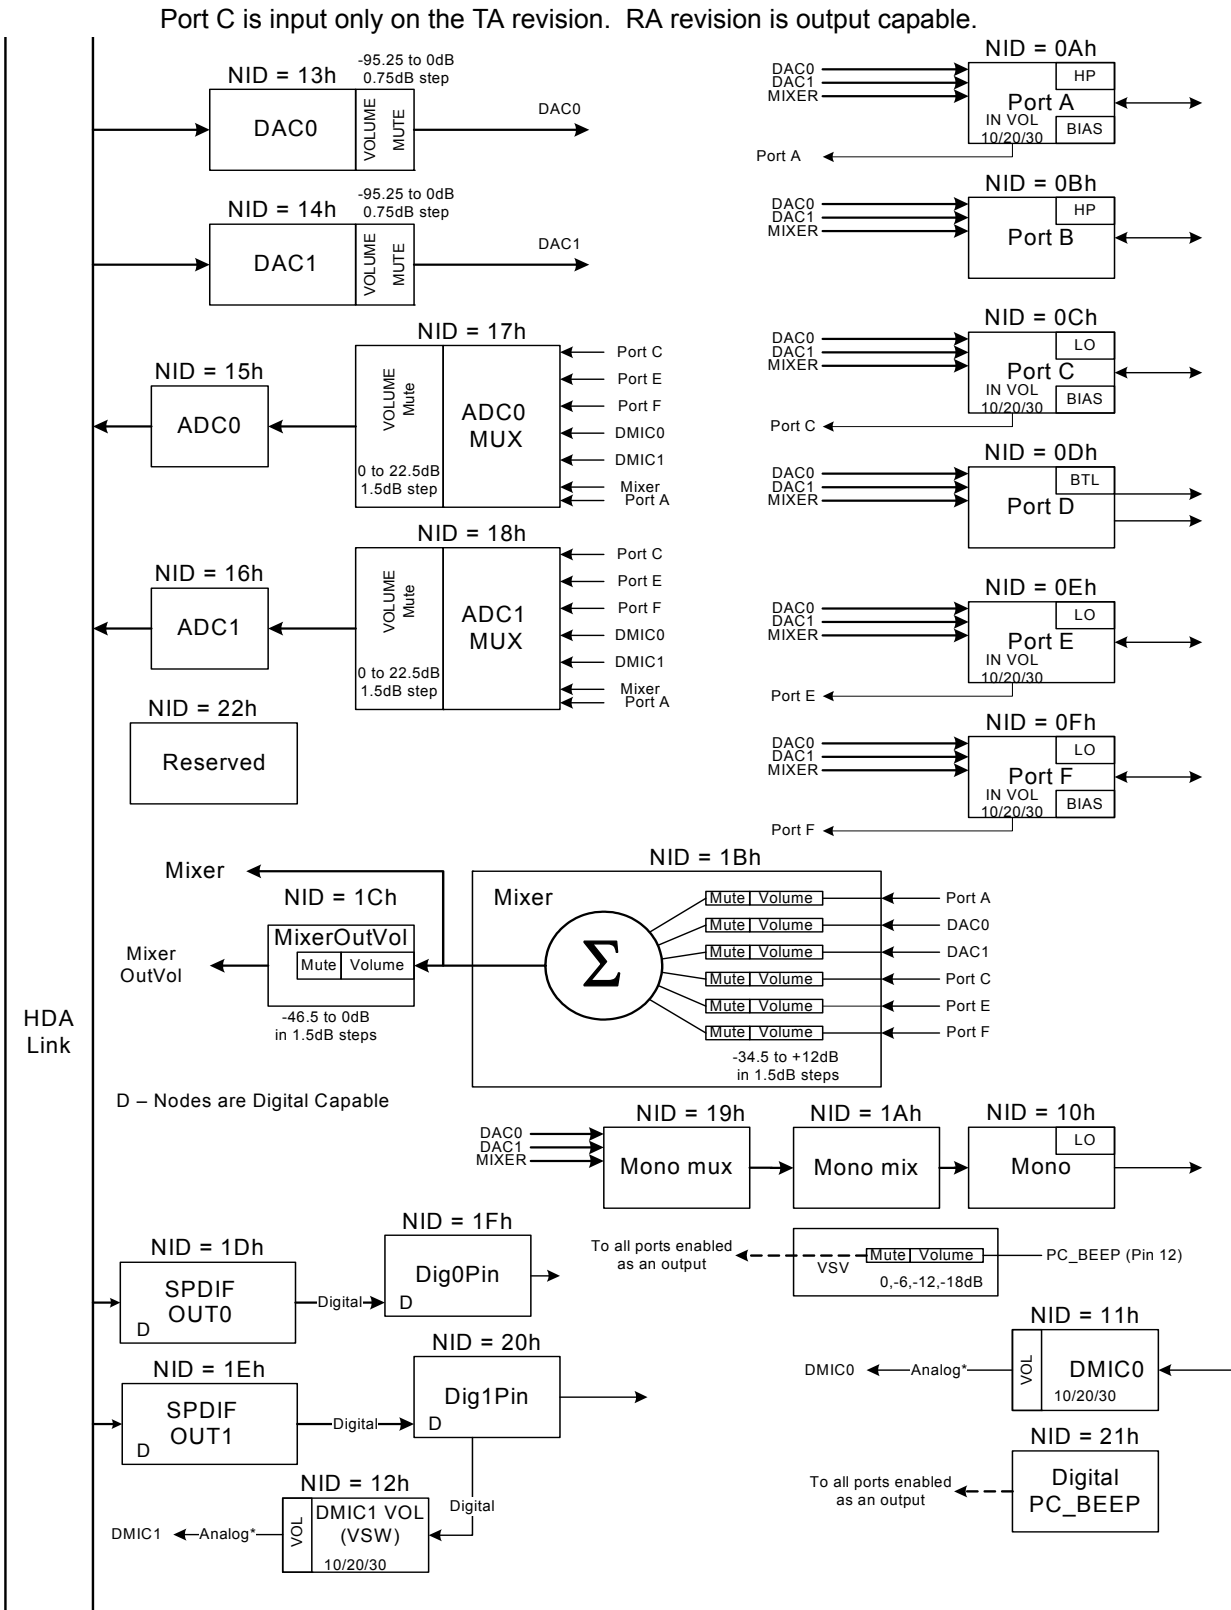 Port C is input only on the TA revision.  RA revision is output capable.
NID = 13h
-95.25 to 0dB
0.75dB step
DAC0
VOLUME
MUTE
DAC0
NID = 14h
-95.25 to 0dB
0.75dB step
DAC1
VOLUME
MUTE
DAC1
NID = 17h
VOLUME
Mute
0 to 22.5dB
1.5dB step
ADC0
MUX
Port C
Port E
Port F
DMIC0
DMIC1
Mixer
Port A
NID = 15h
ADC0
NID = 18h
VOLUME
Mute
0 to 22.5dB
1.5dB step
ADC1
MUX
Port C
Port E
Port F
DMIC0
DMIC1
Mixer
Port A
NID = 16h
ADC1
NID = 22h
Reserved
NID = 0Ah
DAC0
DAC1
MIXER
HP
Port A
IN VOL
10/20/30
BIAS
Port A
NID = 0Bh
DAC0
DAC1
MIXER
HP
Port B
NID = 0Ch
DAC0
DAC1
MIXER
LO
Port C
IN VOL
10/20/30
BIAS
Port C
NID = 0Dh
DAC0
DAC1
MIXER
BTL
Port D
NID = 0Eh
DAC0
DAC1
MIXER
LO
Port E
IN VOL
10/20/30
Port E
NID = 0Fh
DAC0
DAC1
MIXER
LO
Port F
IN VOL
10/20/30
BIAS
Port F
NID = 1Bh
Mixer
Σ
Mute Volume
Port A
Mute Volume
DAC0
Mute Volume
DAC1
Mute Volume
Port C
Mute Volume
Port E
Mute Volume
Port F
-34.5 to +12dB
in 1.5dB steps
Mixer
NID = 1Ch
MixerOutVol
Mute Volume
-46.5 to 0dB
in 1.5dB steps
Mixer
OutVol
HDA
Link
D – Nodes are Digital Capable
NID = 19h
DAC0
DAC1
MIXER
Mono mux
NID = 1Ah
Mono mix
NID = 10h
LO
Mono
To all ports enabled
as an output
VSV
Mute Volume
0,-6,-12,-18dB
PC_BEEP (Pin 12)
NID = 1Dh
SPDIF
OUT0
D
Digital
NID = 1Fh
Dig0Pin
D
NID = 1Eh
SPDIF
OUT1
D
Digital
NID = 20h
Dig1Pin
D
Digital
NID = 12h
VOL
DMIC1 VOL
(VSW)
10/20/30
Analog*
DMIC1
NID = 11h
VOL
DMIC0
10/20/30
Analog*
DMIC0
NID = 21h
Digital
PC_BEEP
To all ports enabled
as an output